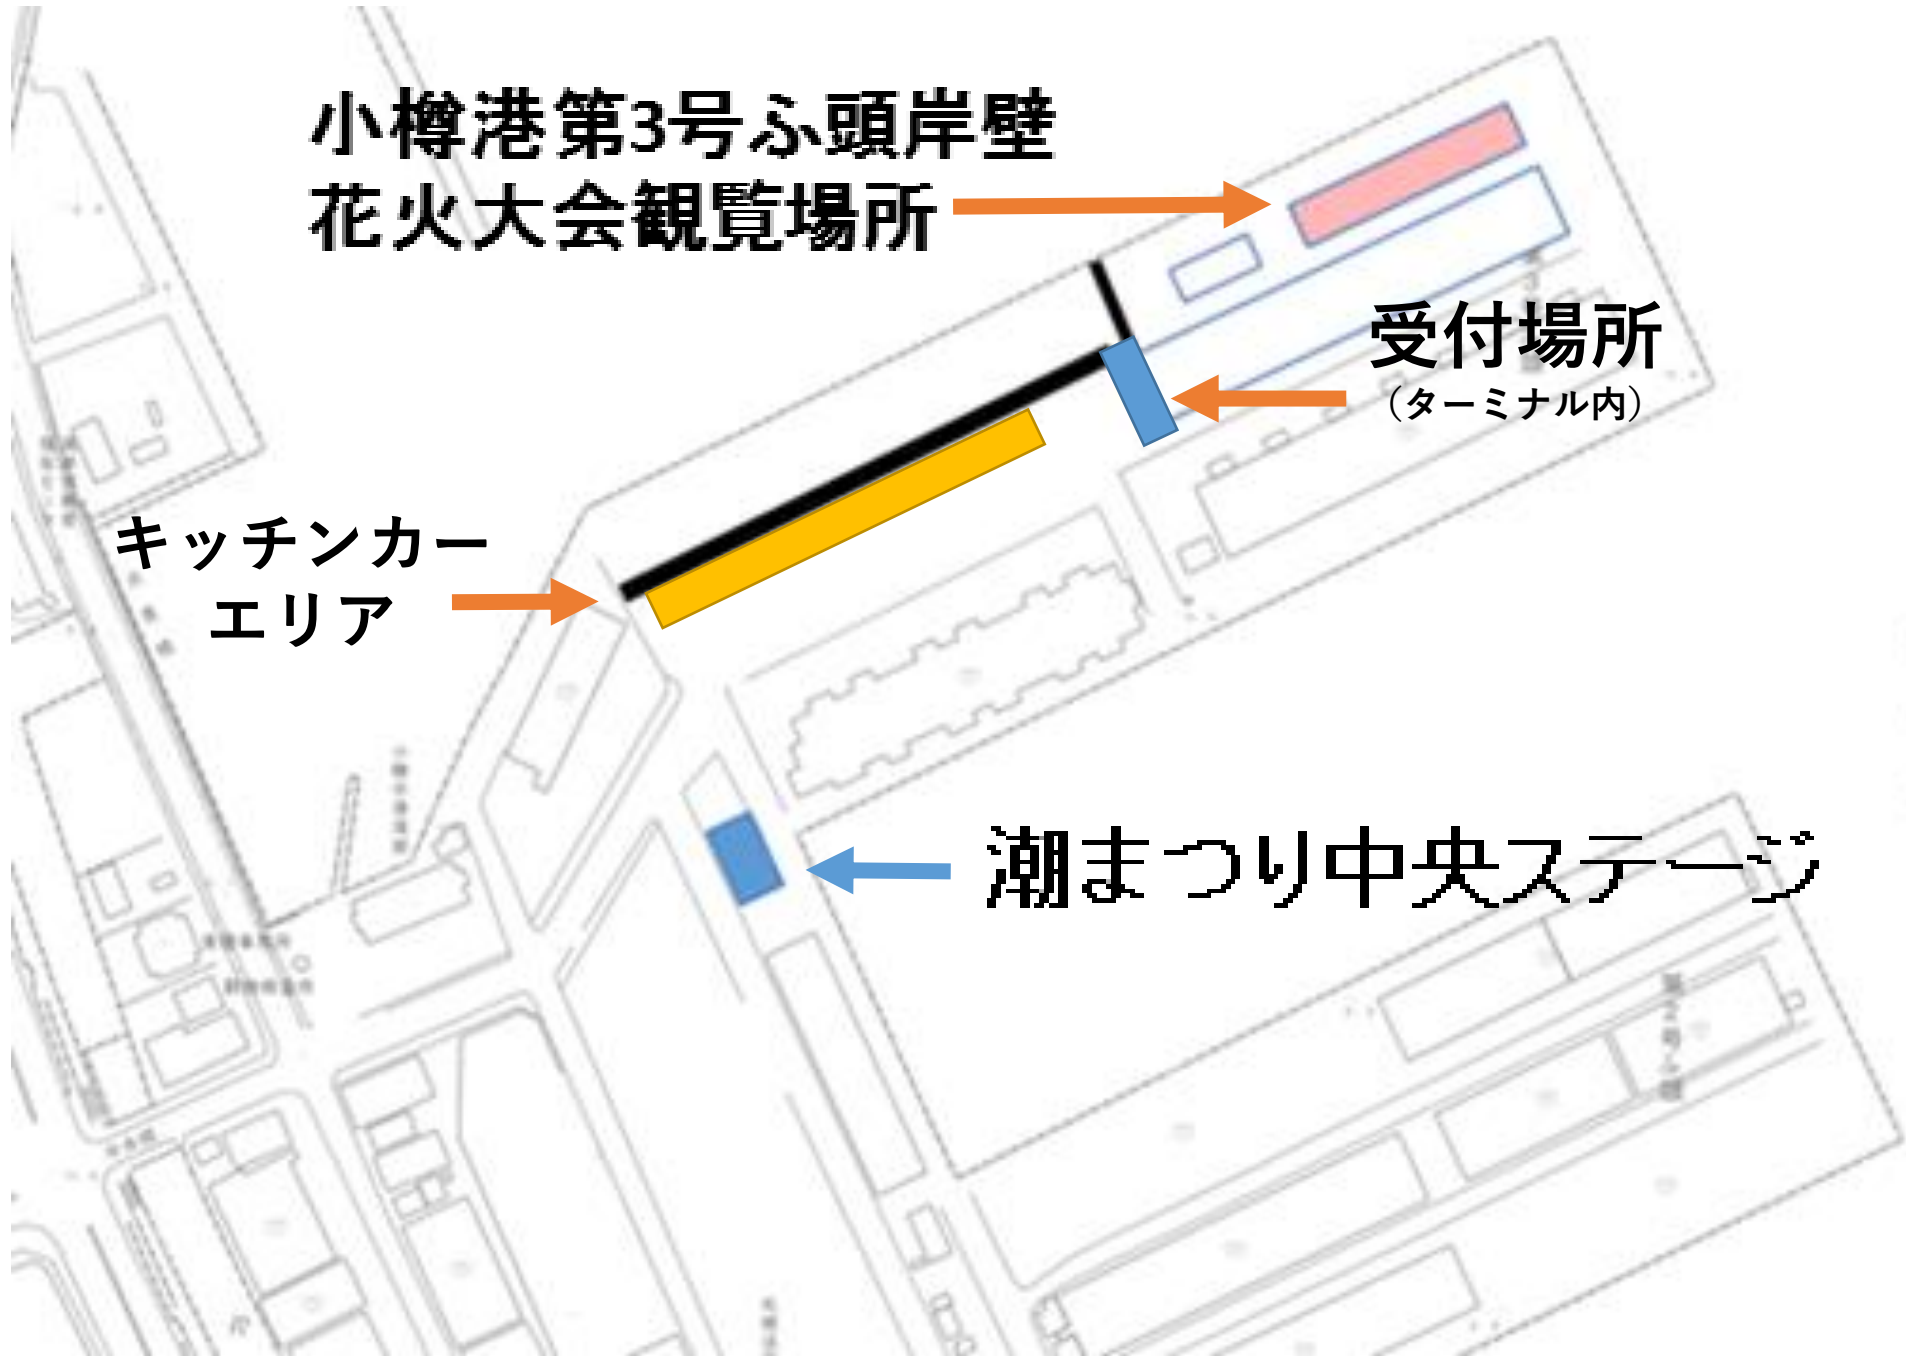 小樽港第3号ふ頭岸壁
花火大会観覧場所
受付場所
（ターミナル内）
キッチンカー
エリア
潮まつり中央ステージ